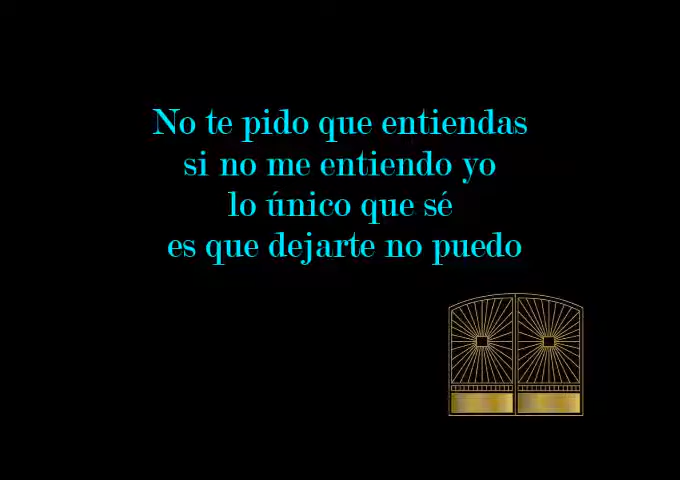 No te pido que entiendas
si no me entiendo yo
lo único que sé
es que dejarte no puedo